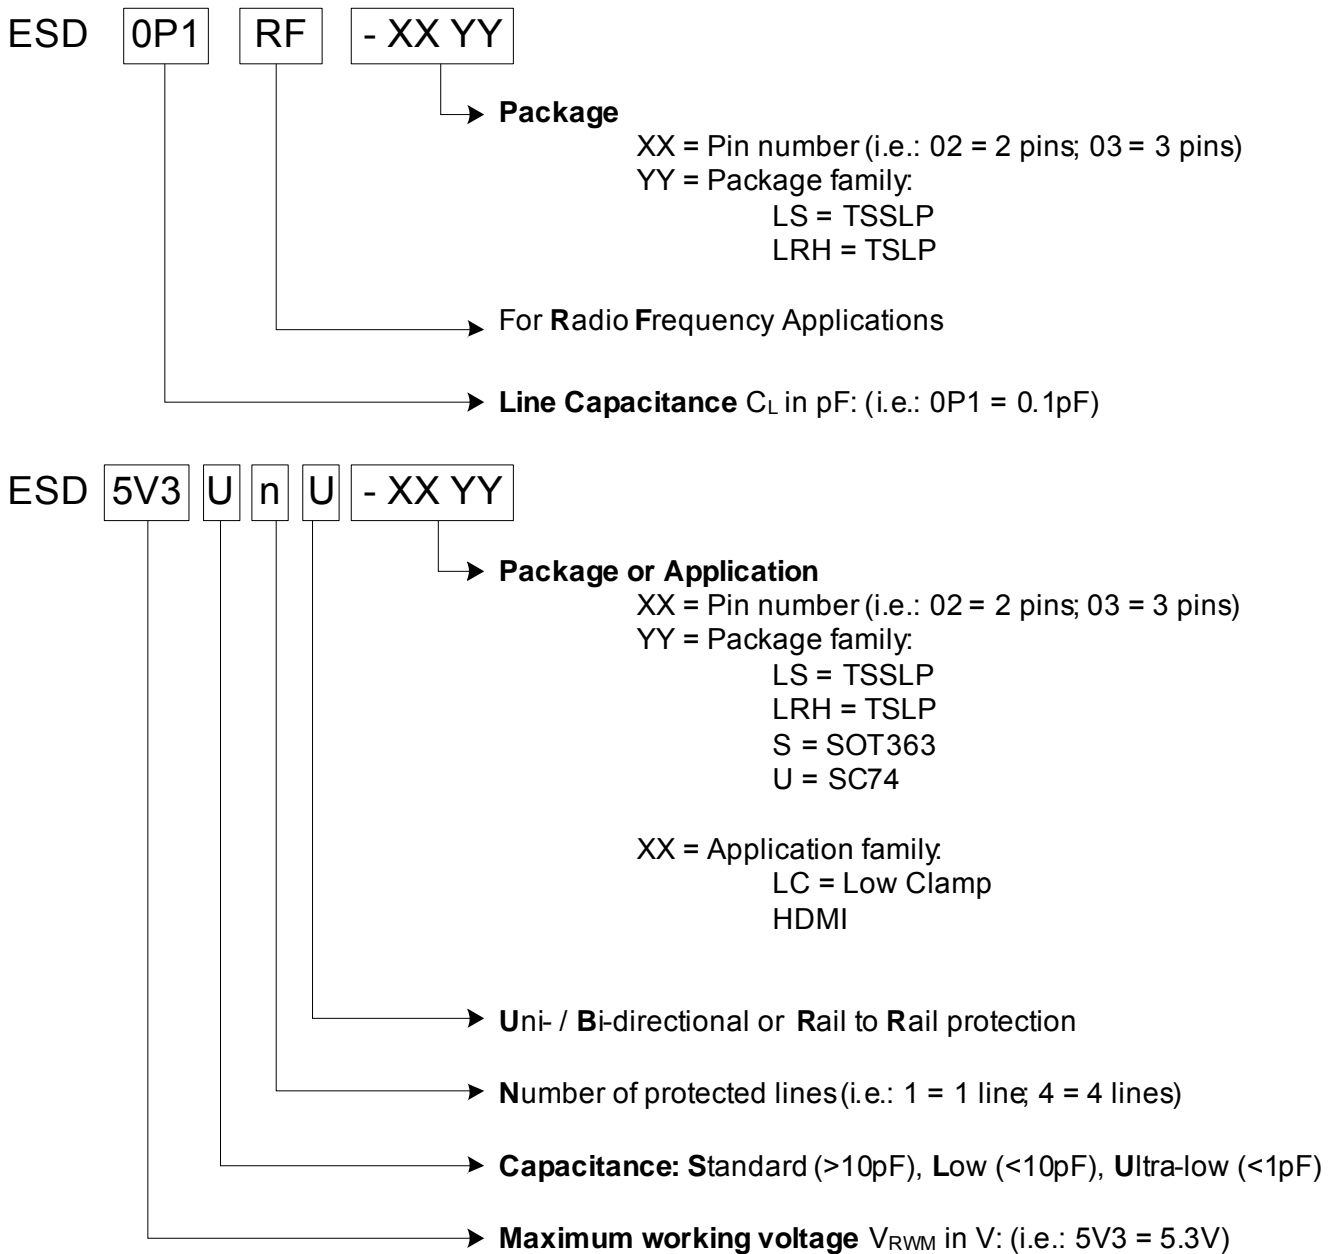 ESD 0P1 RF - XX YY
Package
XX = Pin number (i.e.: 02 = 2 pins; 03 = 3 pins)
YY = Package family:
LS = TSSLP
LRH = TSLP
For Radio Frequency Applications
Line Capacitance CL in pF: (i.e.: 0P1 = 0.1pF)
ESD 5V3 U n U - XX YY
Package or Application
XX = Pin number (i.e.: 02 = 2 pins; 03 = 3 pins)
YY = Package family:
LS = TSSLP
LRH = TSLP
S = SOT363
U = SC74
XX = Application family:
LC = Low Clamp
HDMI
Uni- / Bi-directional or Rail to Rail protection
Number of protected lines (i.e.: 1 = 1 line; 4 = 4 lines)
Capacitance: Standard (>10pF), Low (<10pF), Ultra-low (<1pF)
Maximum working voltage VRWM in V: (i.e.: 5V3 = 5.3V)